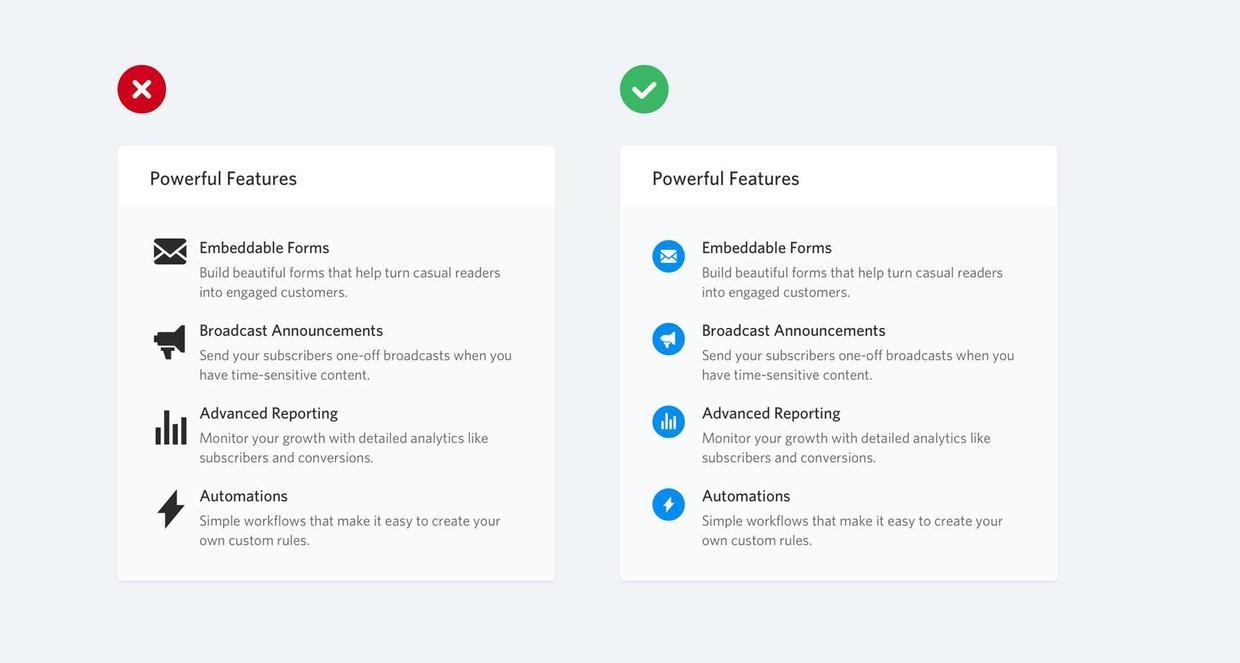 Powerful Features
Embeddable Forms
Build beautiful forms that help turn casual readers
into engaged customers.
Broadcast Announcements
Send your subscribers one-off broadcasts when you
have time-sensitive content.
Advanced Reporting
Monitor your growth with detailed analytics like
subscribers and conversions.
Automations
Simple workflows that make it easy to create your
own custom rules.
Powerful Features
Embeddable Forms
Build beautiful forms that help turn casual readers
into engaged customers.
Broadcast Announcements
Send your subscribers one-off broadcasts when you
have time-sensitive content.
Advanced Reporting
Monitor your growth with detailed analytics like
subscribers and conversions.
Automations
Simple workflows that make it easy to create your
own custom rules.